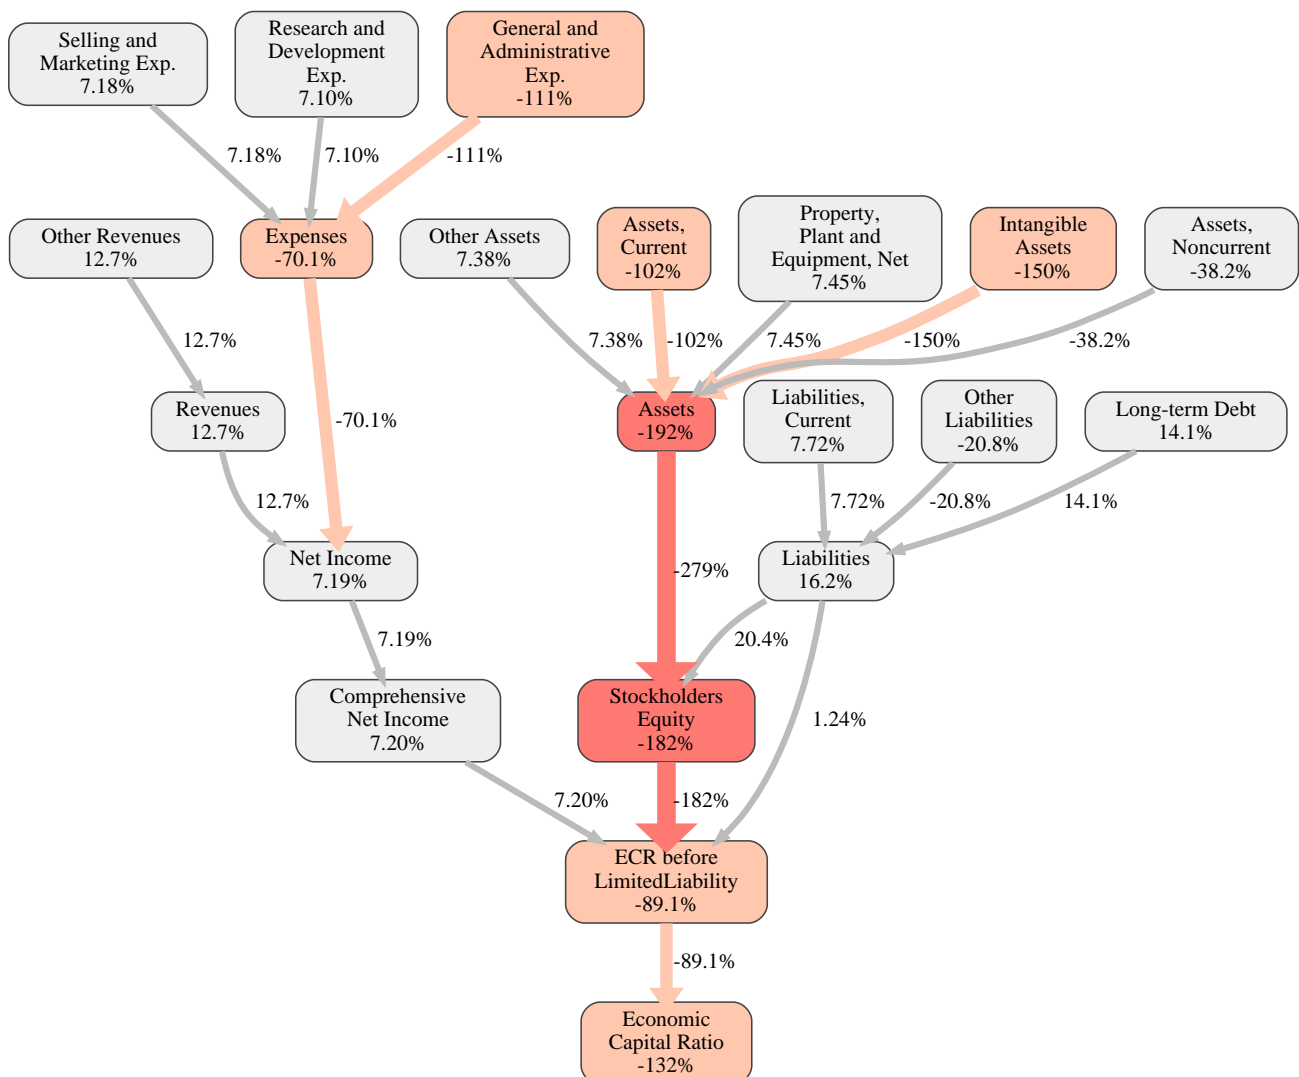 Selling and
Marketing Exp.
7.18%
Research and
Development
Exp.
7.10%
General and
Administrative
Exp.
-111%
7.18%
7.10%
-111%
Other Revenues
12.7%
Expenses
-70.1%
Other Assets
7.38%
Assets,
Current
-102%
Property,
Plant and
Equipment, Net
7.45%
Intangible
Assets
-150%
Assets,
Noncurrent
-38.2%
12.7%
-70.1%
7.38%
-102%
7.45%
-150%
-38.2%
Revenues
12.7%
Assets
-192%
Liabilities,
Current
7.72%
Other
Liabilities
-20.8%
Long-term Debt
14.1%
12.7%
7.72%
-20.8%
14.1%
Net Income
7.19%
-279%
Liabilities
16.2%
7.19%
20.4%
Comprehensive
Net Income
7.20%
Stockholders
Equity
-182%
1.24%
7.20%
-182%
ECR before
LimitedLiability
-89.1%
-89.1%
Economic
Capital Ratio
-132%